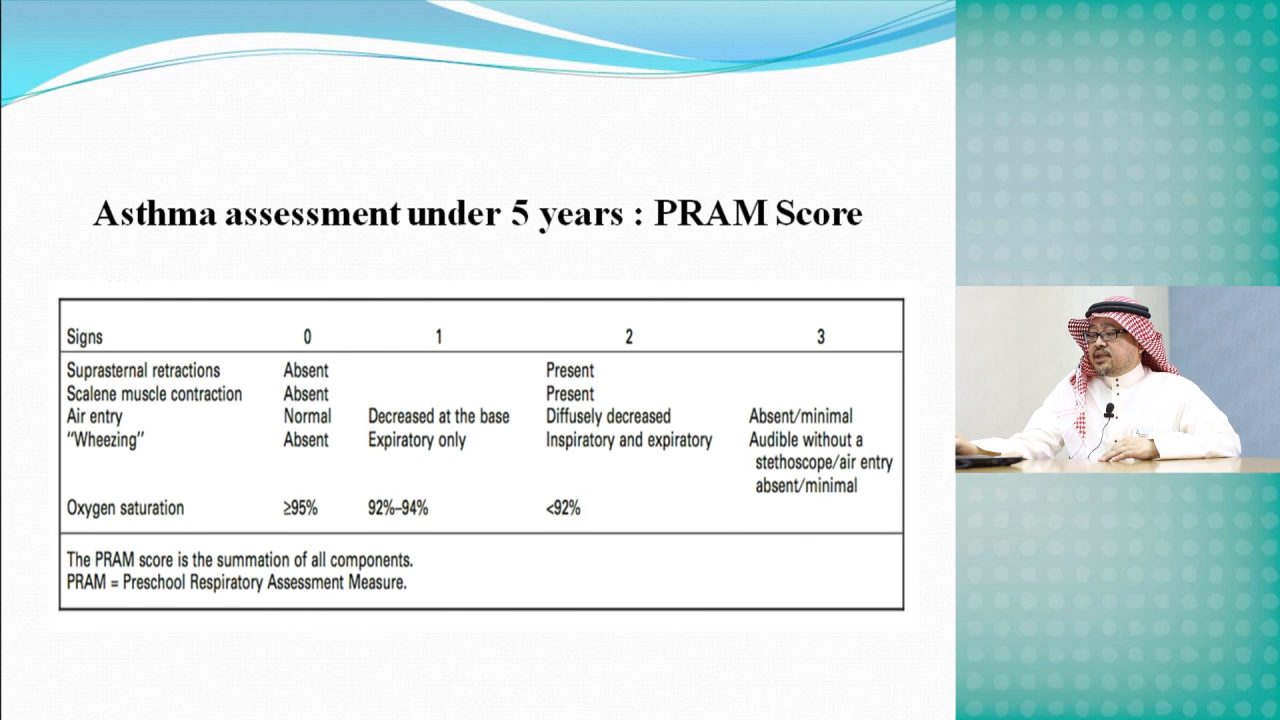 Asthma assessment under 5 years : PRAM Score
Signs 0 1 2 3
Suprasternal retractions Absent Present
Scalene muscle contraction Absent Present
Air entry Normal Decreased at the base Diffusely decreased Absent/minimal
"Wheezing" Absent Expiratory only Inspiratory and expiratory Audible without a
stethoscope/air entry
absent/minimal
Oxygen saturation ≥95% 92%–94% <92%
The PRAM score is the summation of all components.
PRAM = Preschool Respiratory Assessment Measure.